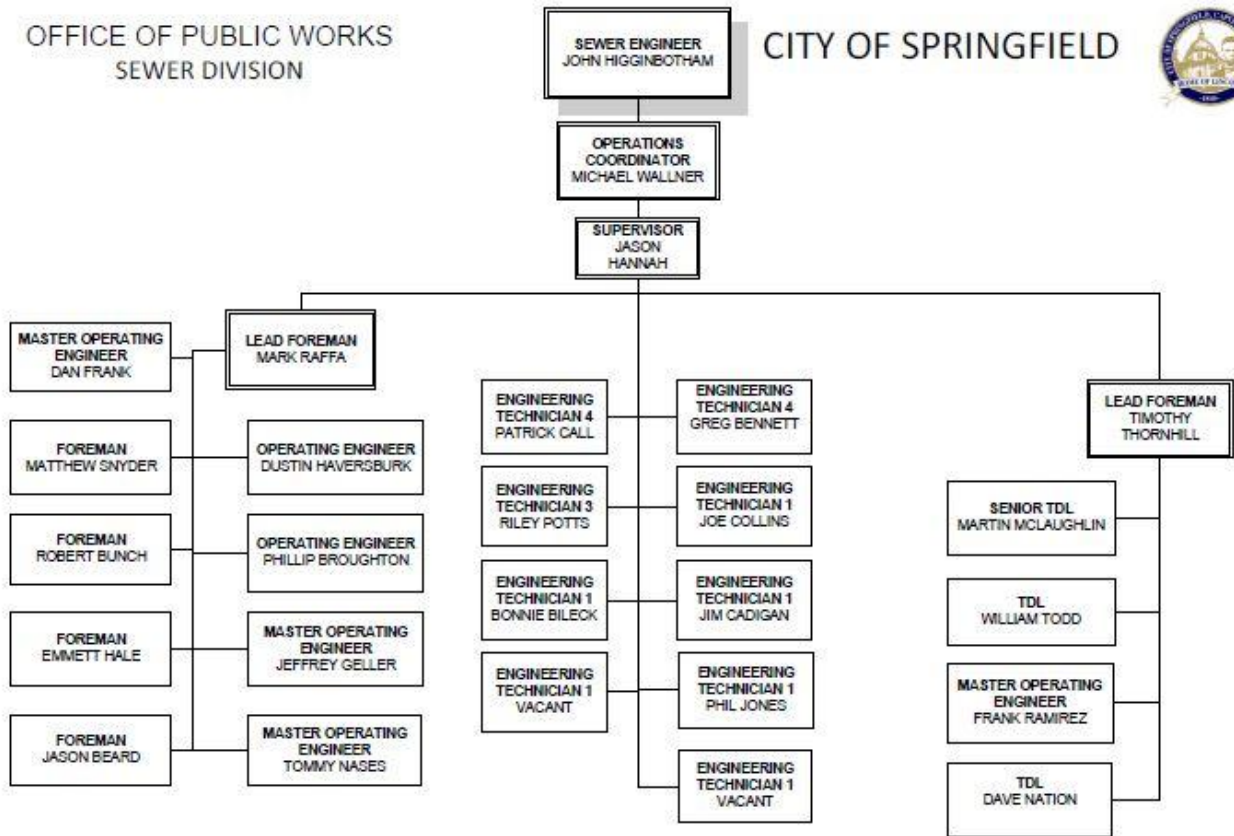 OFFICE OF PUBLIC WORKS
SEWER DIVISION
SEWER ENGINEER
JOHN HIGGINBOTHAM
CITY OF SPRINGFIELD
OPERATIONS
COORDINATOR
MICHAEL WALLNER
SUPERVISOR
JASON
HANNAH
LEAD FOREMAN
MARK RAFFA
MASTER OPERATING
ENGINEER
DAN FRANK
FOREMAN
MATTHEW SNYDER
OPERATING ENGINEER
DUSTIN HAVERSBURK
FOREMAN
ROBERT BUNCH
OPERATING ENGINEER
PHILLIP BROUGHTON
FOREMAN
EMMETT HALE
MASTER OPERATING
ENGINEER
JEFFREY GELLER
FOREMAN
JASON BEARD
MASTER OPERATING
ENGINEER
TOMMY NASES
ENGINEERING
TECHNICIAN 4
PATRICK CALL
ENGINEERING
TECHNICIAN 4
GREG BENNETT
ENGINEERING
TECHNICIAN 3
RILEY POTTS
ENGINEERING
TECHNICIAN 1
JOE COLLINS
ENGINEERING
TECHNICIAN 1
BONNIE BILECK
ENGINEERING
TECHNICIAN 1
JIM CADIGAN
ENGINEERING
TECHNICIAN 1
VACANT
ENGINEERING
TECHNICIAN 1
PHIL JONES
ENGINEERING
TECHNICIAN 1
VACANT
LEAD FOREMAN
TIMOTHY
THORNHILL
SENIOR TDL
MARTIN MCLAUGHLIN
TDL
WILLIAM TODD
MASTER OPERATING
ENGINEER
FRANK RAMIREZ
TDL
DAVE NATION